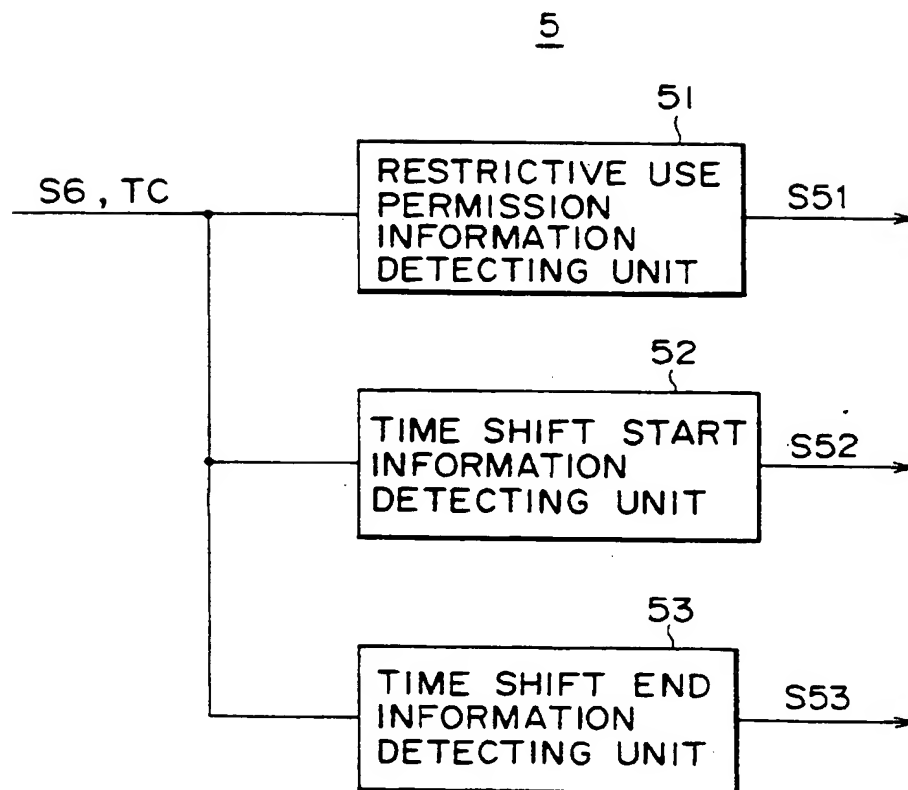 5
51
RESTRICTIVE USE
PERMISSION
INFORMATION
DETECTING UNIT
S6, TC
S51
52
TIME SHIFT START
INFORMATION
DETECTING UNIT
S52
53
TIME SHIFT END
INFORMATION
DETECTING UNIT
S53